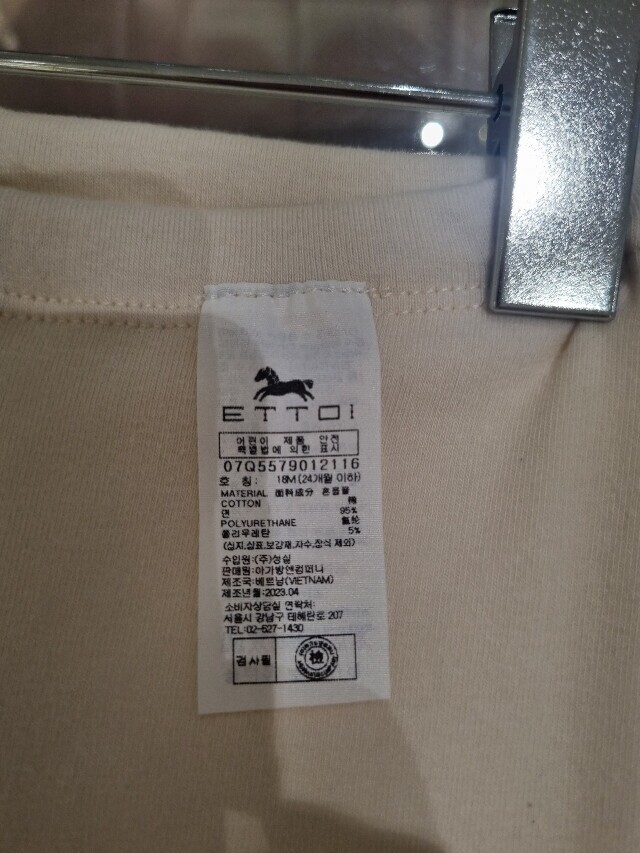 ETTOI
어린이 제품 안전
특별법에 의한 표시
07Q5579012116
호 칭: 18M(24개월 이하)
MATERIAL 面料成分 혼용율
COTTON 棉
면 95%
POLYURETHANE 氨纶
폴리우레탄 5%
(심지,삼표,보강재,자수,장식 제외)
수입원:(주)성실
판매원:아가방앤컴퍼니
제조국:베트남(VIETNAM)
제조년월:2023.04
소비자상담실 연락처:
서울시 강남구 테헤란로 207
TEL:02-527-1430
검사필 檢